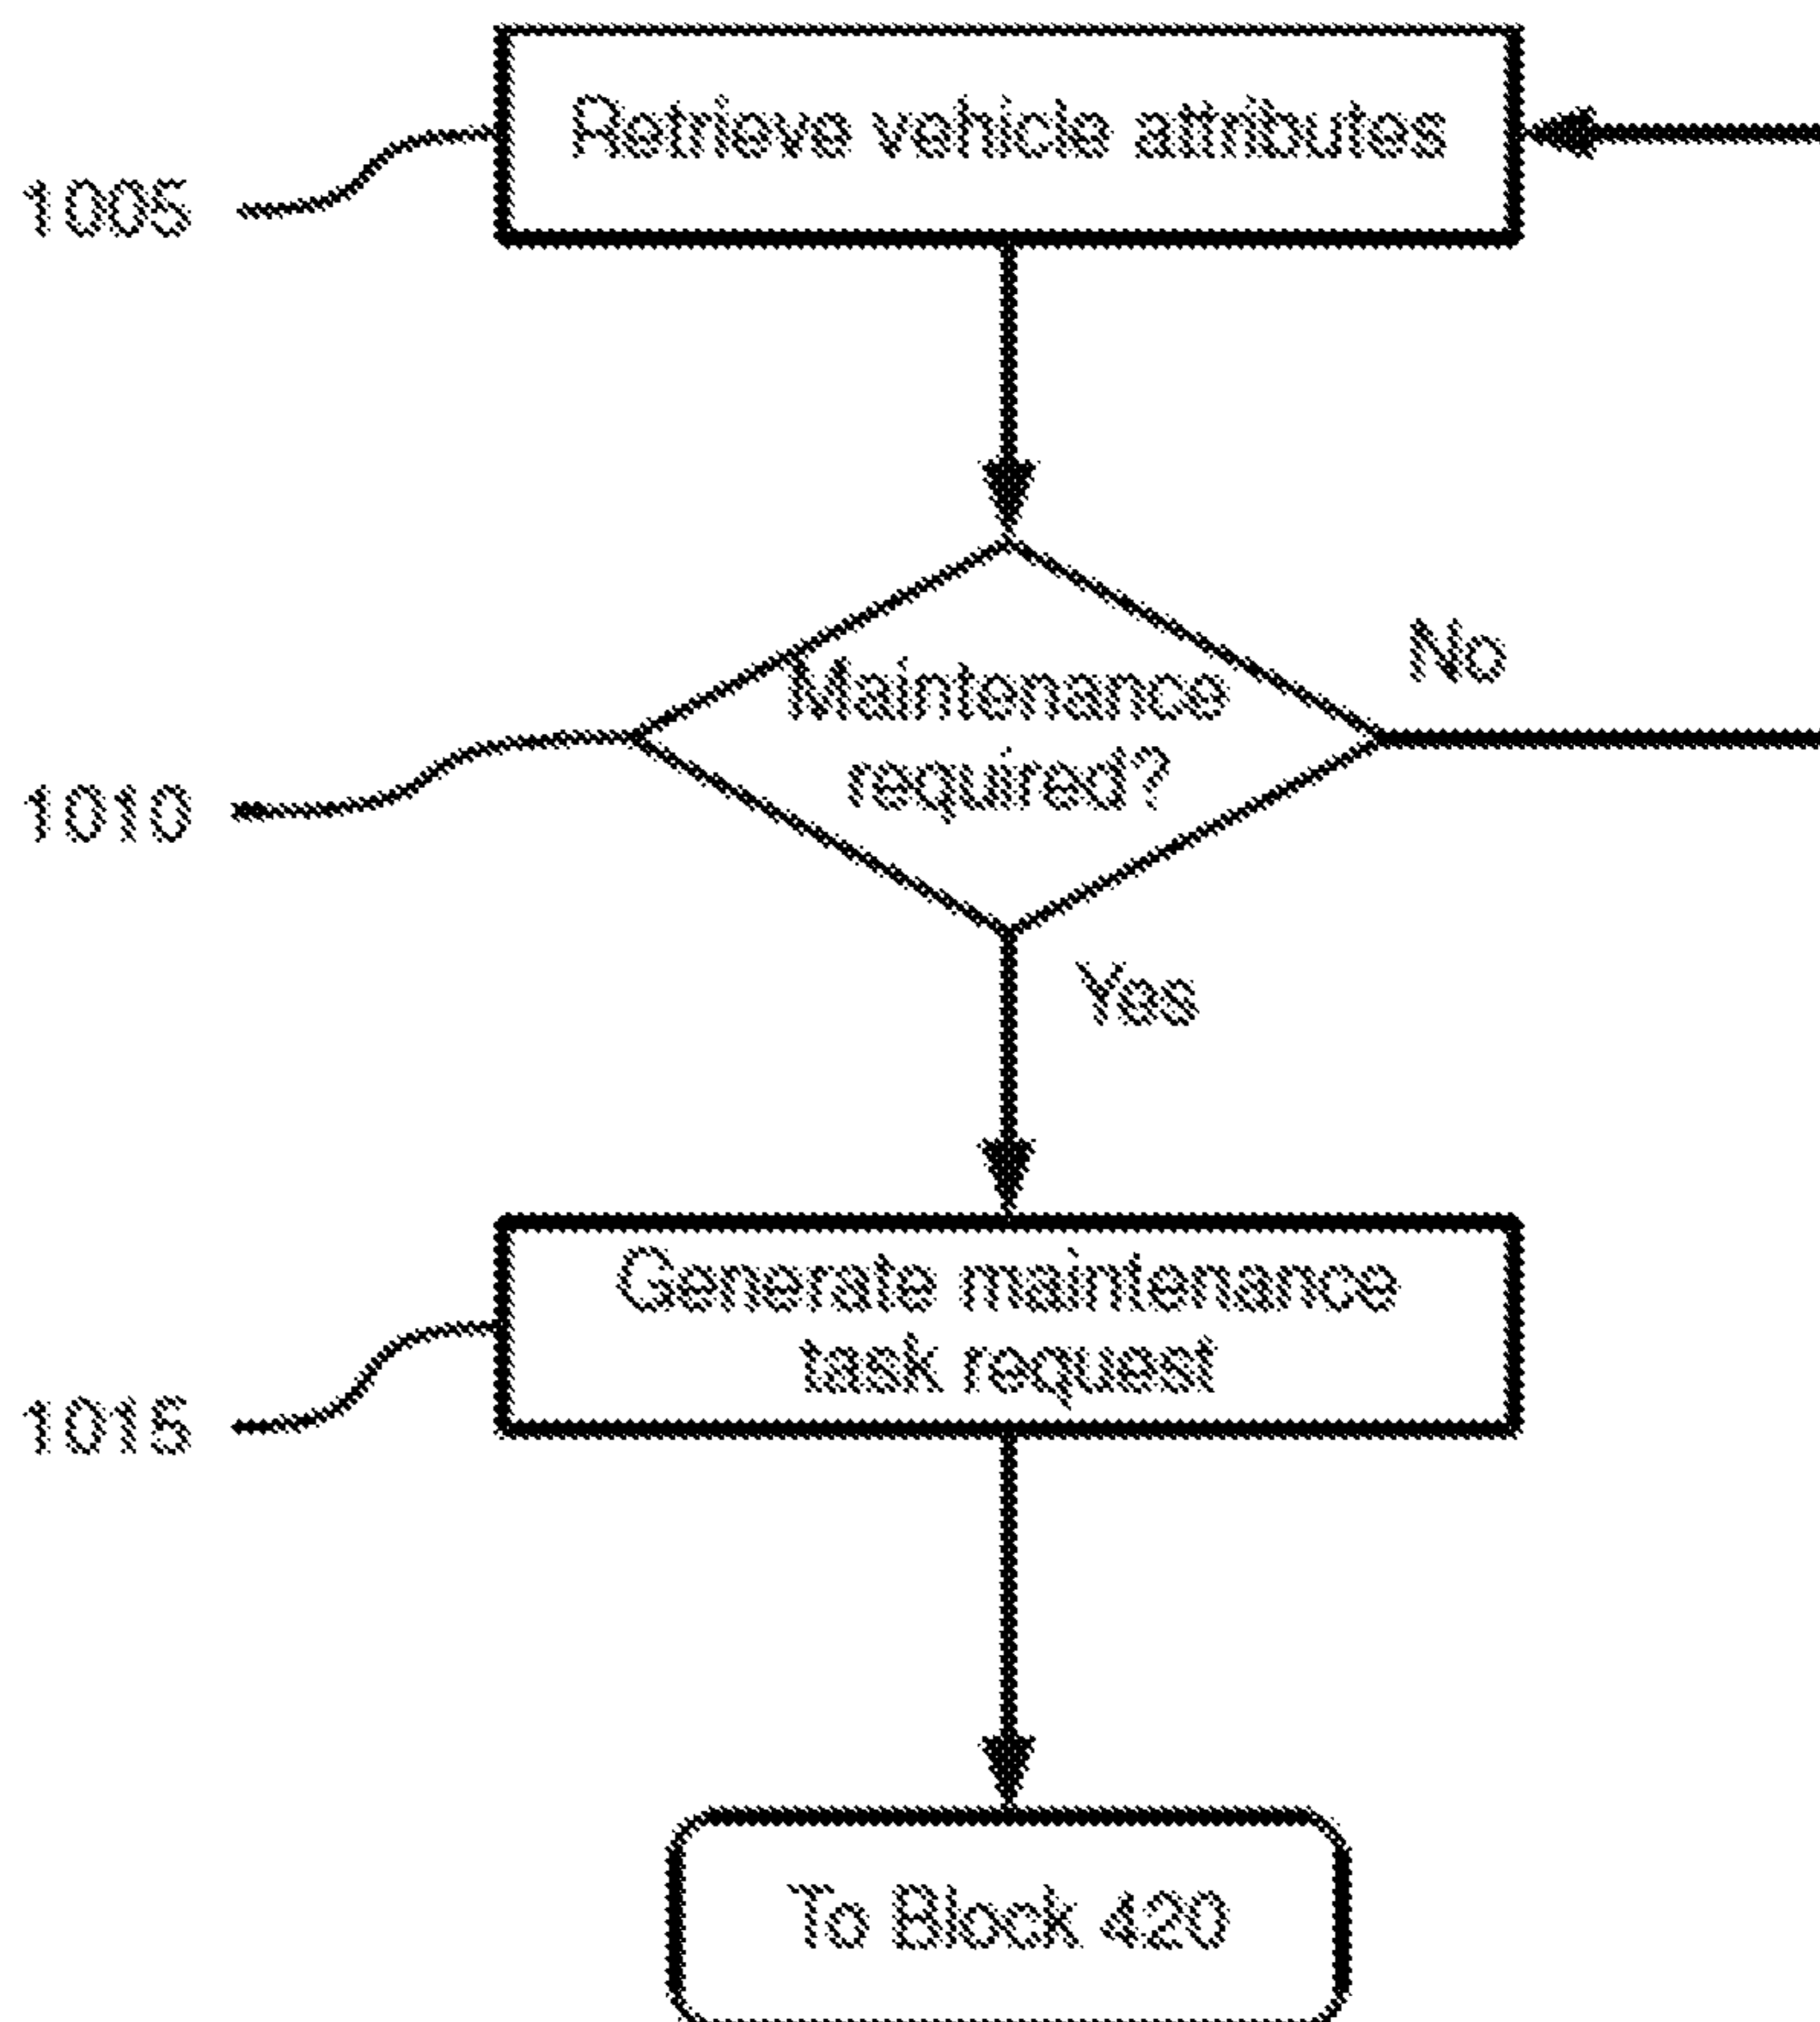 Retrieve vehicle attributes
1005
No
Maintenance
required?
1010
Yes
Generate maintenance
task request
1015
To Block 420